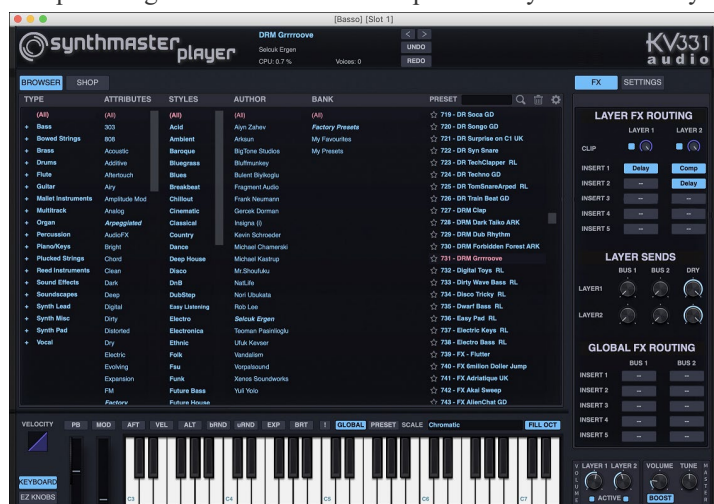 [Basso] [Slot 1]
synthmaster player
DRM Grrrroove
Selcuk Ergen
CPU: 0.7 %
Voices: 0
<
>
UNDO
REDO
KV331
audio
BROWSER
SHOP
FX
SETTINGS
TYPE
(All)
+ Bass
+ Bowed Strings
+ Brass
+ Drums
+ Flute
+ Guitar
+ Mallet Instruments
+ Multitrack
+ Organ
+ Percussion
+ Piano/Keys
+ Plucked Strings
+ Reed Instruments
+ Sound Effects
+ Soundscapes
+ Synth Lead
+ Synth Misc
+ Synth Pad
+ Vocal
ATTRIBUTES
(All)
303
808
Acoustic
Additive
Aftertouch
Airy
Amplitude Mod
Analog
Arpeggiated
AudioFX
Bright
Chord
Clean
Dark
Deep
Digital
Dirty
Distorted
Dry
Electric
Evolving
Expansion
FM
Factory
STYLES
(All)
Acid
Ambient
Baroque
Bluegrass
Blues
Breakbeat
Chillout
Cinematic
Classical
Country
Dance
Deep House
Disco
DnB
DubStep
Easy Listening
Electro
Electronica
Ethnic
Folk
Fsu
Funk
Future Bass
Future House
AUTHOR
(All)
Aiyn Zahev
Arksun
BigTone Studios
Bluffmunkey
Bulent Biyikoglu
Fragment Audio
Frank Neumann
Gercek Dorman
Insigna (i)
Kevin Schroeder
Michael Chamerski
Michael Kastrup
Mr.Shoufuku
NatLife
Nori Ubukata
Rob Lee
Selcuk Ergen
Teoman Pasinlioglu
Ufuk Kevser
Vandalism
Vorpalsound
Xenos Soundworks
Yuli Yolo
BANK
(All)
Factory Presets
My Favourites
My Presets
PRESET
719 - DR Soca GD
720 - DR Songo GD
721 - DR Surprise on C1 UK
722 - DR Syn Snare
723 - DR TechClapper RL
724 - DR Techno GD
725 - DR TomSnareArped RL
726 - DR Train Beat GD
727 - DRM Clap
728 - DRM Dark Taiko ARK
729 - DRM Dub Rhythm
730 - DRM Forbidden Forest ARK
731 - DRM Grrrroove
732 - Digital Toys RL
733 - Dirty Wave Bass RL
734 - Disco Tricky RL
735 - Dwarf Bass RL
736 - Easy Pad RL
737 - Electric Keys RL
738 - Electro Bass RL
739 - FX - Flutter
740 - FX 6million Doller Jump
741 - FX Adriatique UK
742 - FX Akai Sweep
743 - FX AlienChat GD
LAYER FX ROUTING
LAYER 1
LAYER 2
CLIP
INSERT 1
Delay
Comp
INSERT 2
--
Delay
INSERT 3
--
--
INSERT 4
--
--
INSERT 5
--
--
LAYER SENDS
BUS 1
BUS 2
DRY
LAYER1
LAYER2
GLOBAL FX ROUTING
BUS 1
BUS 2
INSERT 1
--
--
INSERT 2
--
--
INSERT 3
--
--
INSERT 4
--
--
INSERT 5
--
--
VELOCITY
PB
MOD
AFT
VEL
ALT
bRND
uRND
EXP
BRT
!
GLOBAL
PRESET
SCALE
Chromatic
FILL OCT
KEYBOARD
EZ KNOBS
C3
C4
C5
C6
C7
VOLUME
LAYER 1
LAYER 2
ACTIVE
VOLUME
TUNE
BOOST